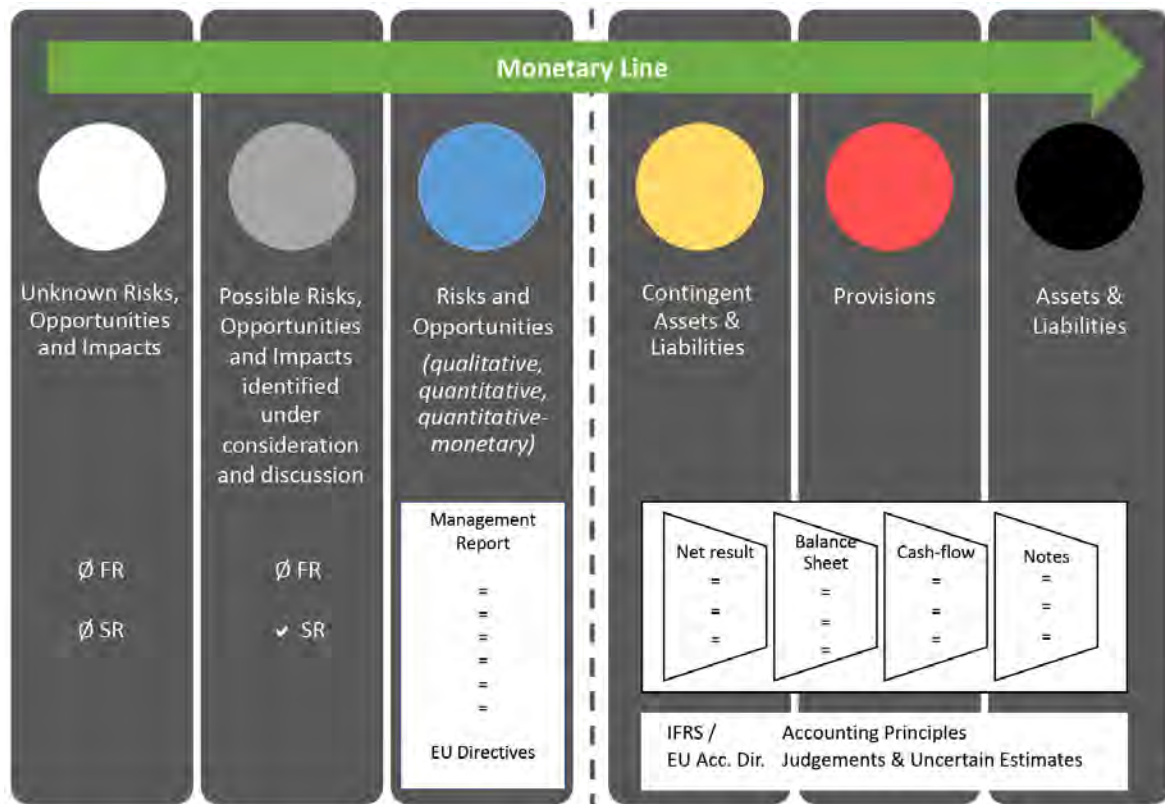 Monetary Line
Unknown Risks,
Opportunities
and Impacts
Ø FR
Ø SR
Possible Risks,
Opportunities
and Impacts
identified
under
consideration
and discussion
Ø FR
✓ SR
Risks and
Opportunities
(qualitative,
quantitative,
quantitative-
monetary)
Management
Report
=
=
=
=
=
=
EU Directives
Contingent
Assets &
Liabilities
Provisions
Assets &
Liabilities
Net result
=
=
=
Balance
Sheet
=
=
=
Cash-flow
=
=
=
Notes
=
=
=
IFRS / Accounting Principles
EU Acc. Dir. Judgements & Uncertain Estimates